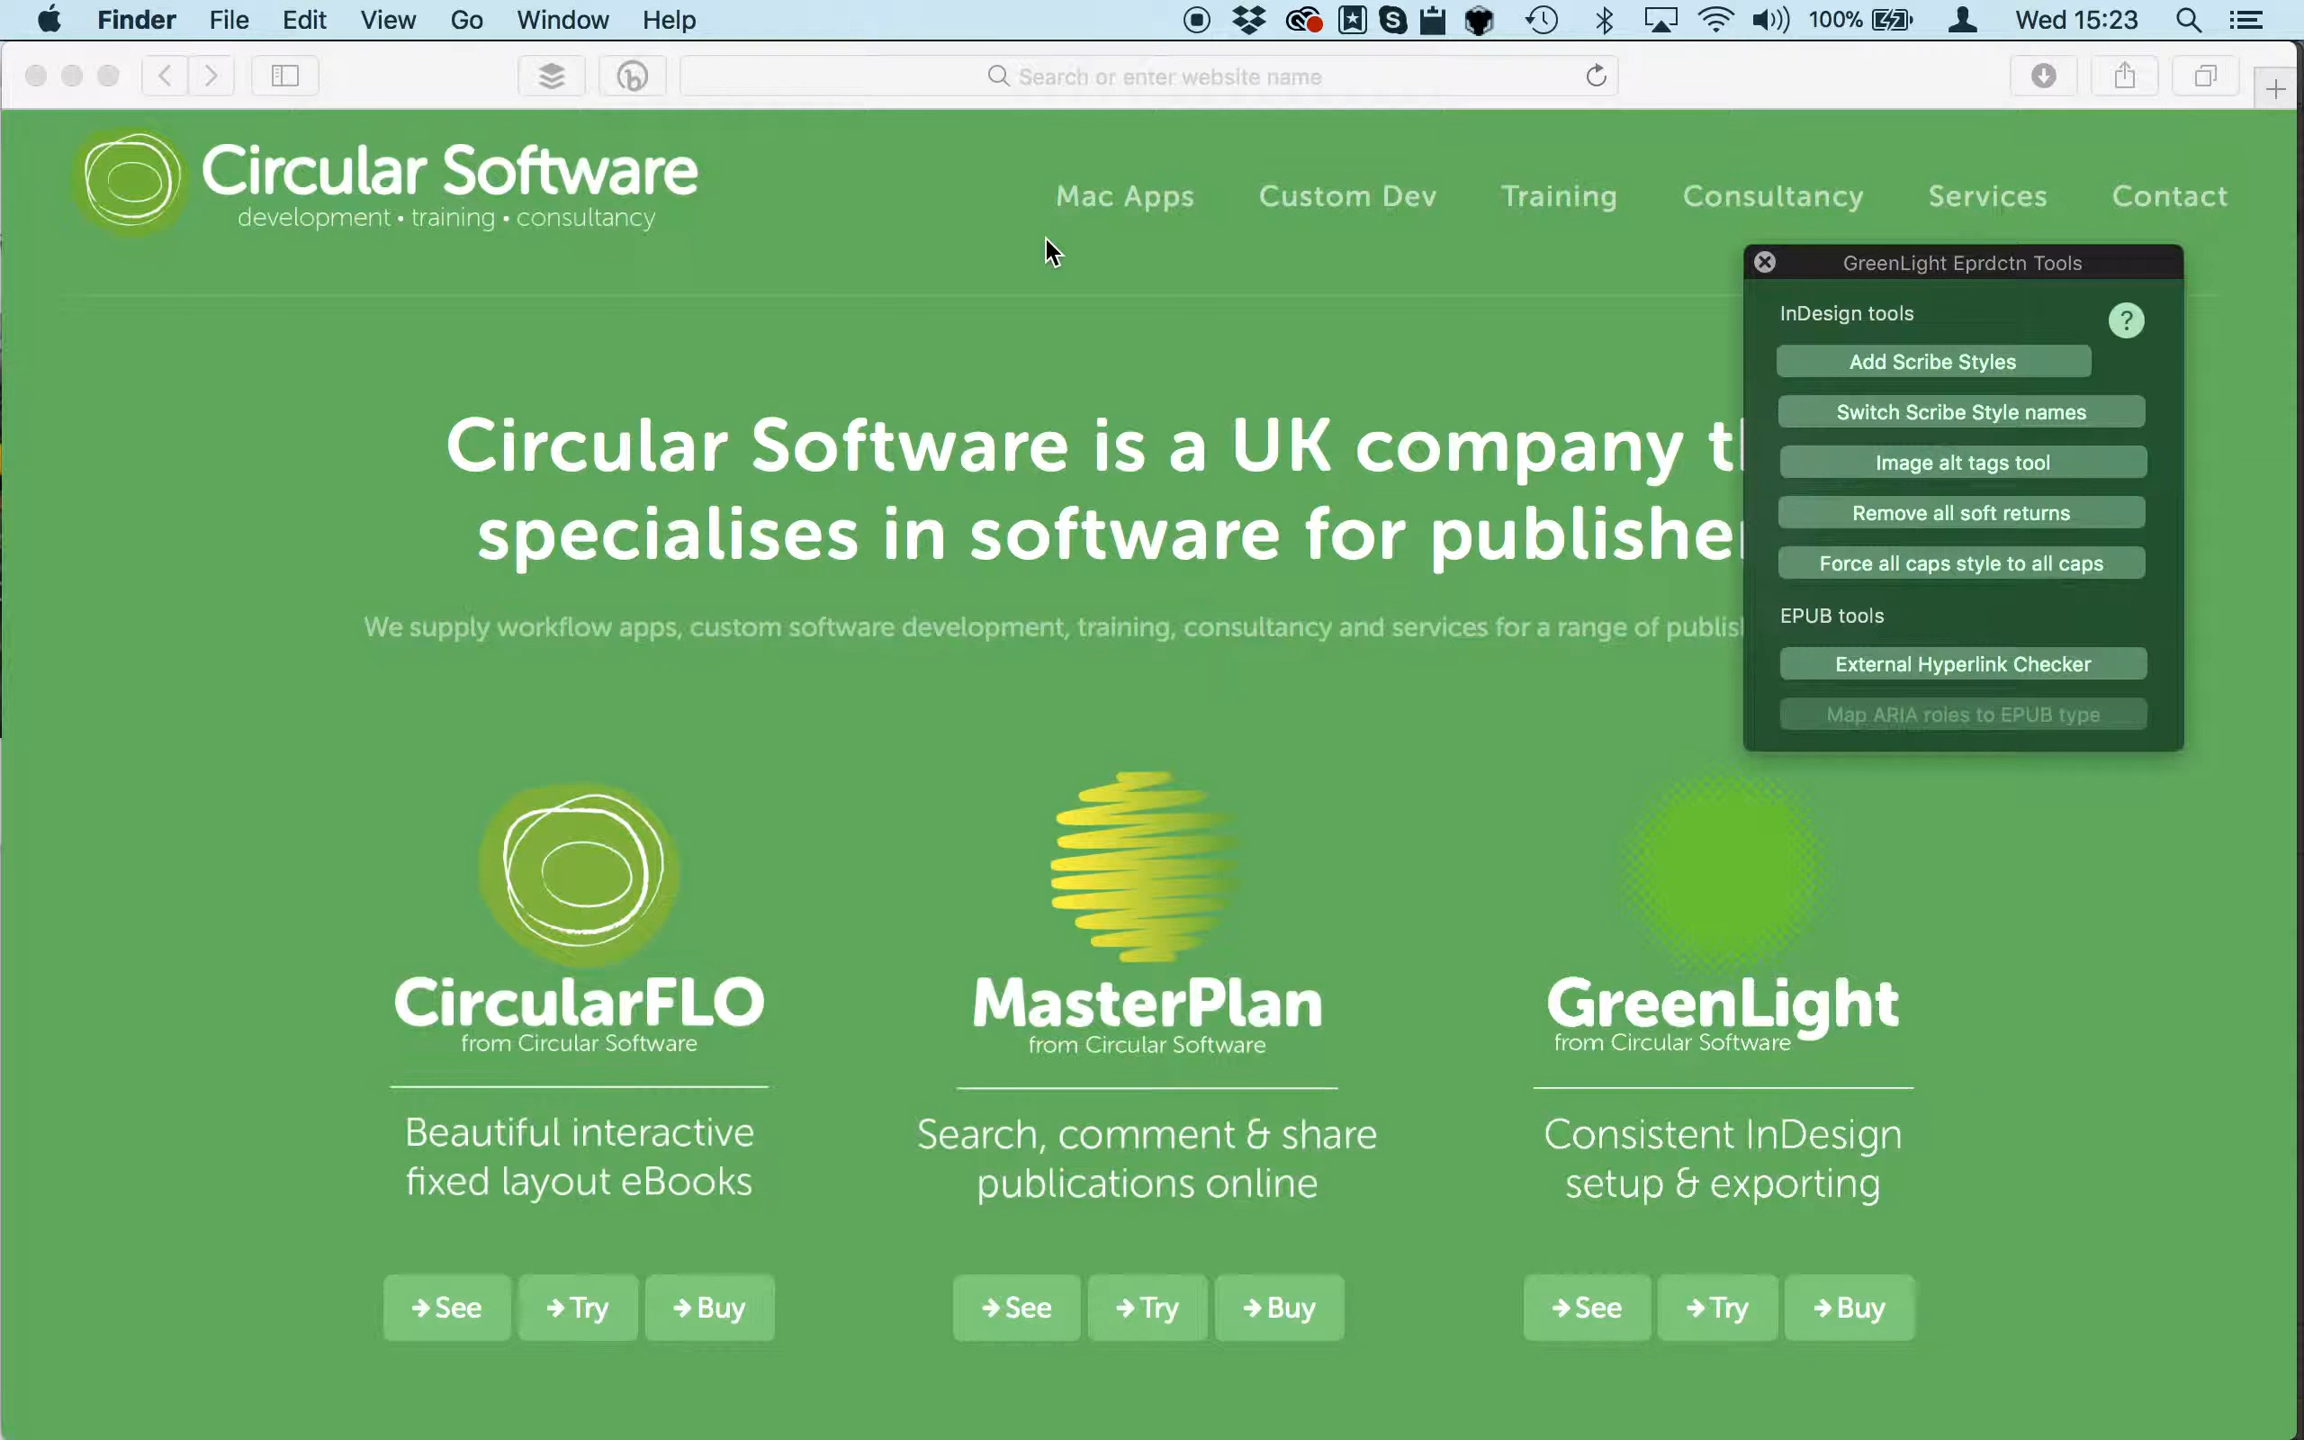 Finder File Edit View Go Window Help 100% Wed 15:23
Search or enter website name
Circular Software
development • training • consultancy
Mac Apps Custom Dev Training Consultancy Services Contact
GreenLight Eprdctn Tools
InDesign tools
?
Add Scribe Styles
Switch Scribe Style names
Image alt tags tool
Remove all soft returns
Force all caps style to all caps
EPUB tools
External Hyperlink Checker
Map ARIA roles to EPUB type
Circular Software is a UK company
specialises in software for
We supply workflow apps, custom software development, training, consultancy and services for a range of
CircularFLO
from Circular Software
Beautiful interactive
fixed layout eBooks
→ See → Try → Buy
MasterPlan
from Circular Software
Search, comment & share
publications online
→ See → Try → Buy
GreenLight
from Circular Software
Consistent InDesign
setup & exporting
→ See → Try → Buy